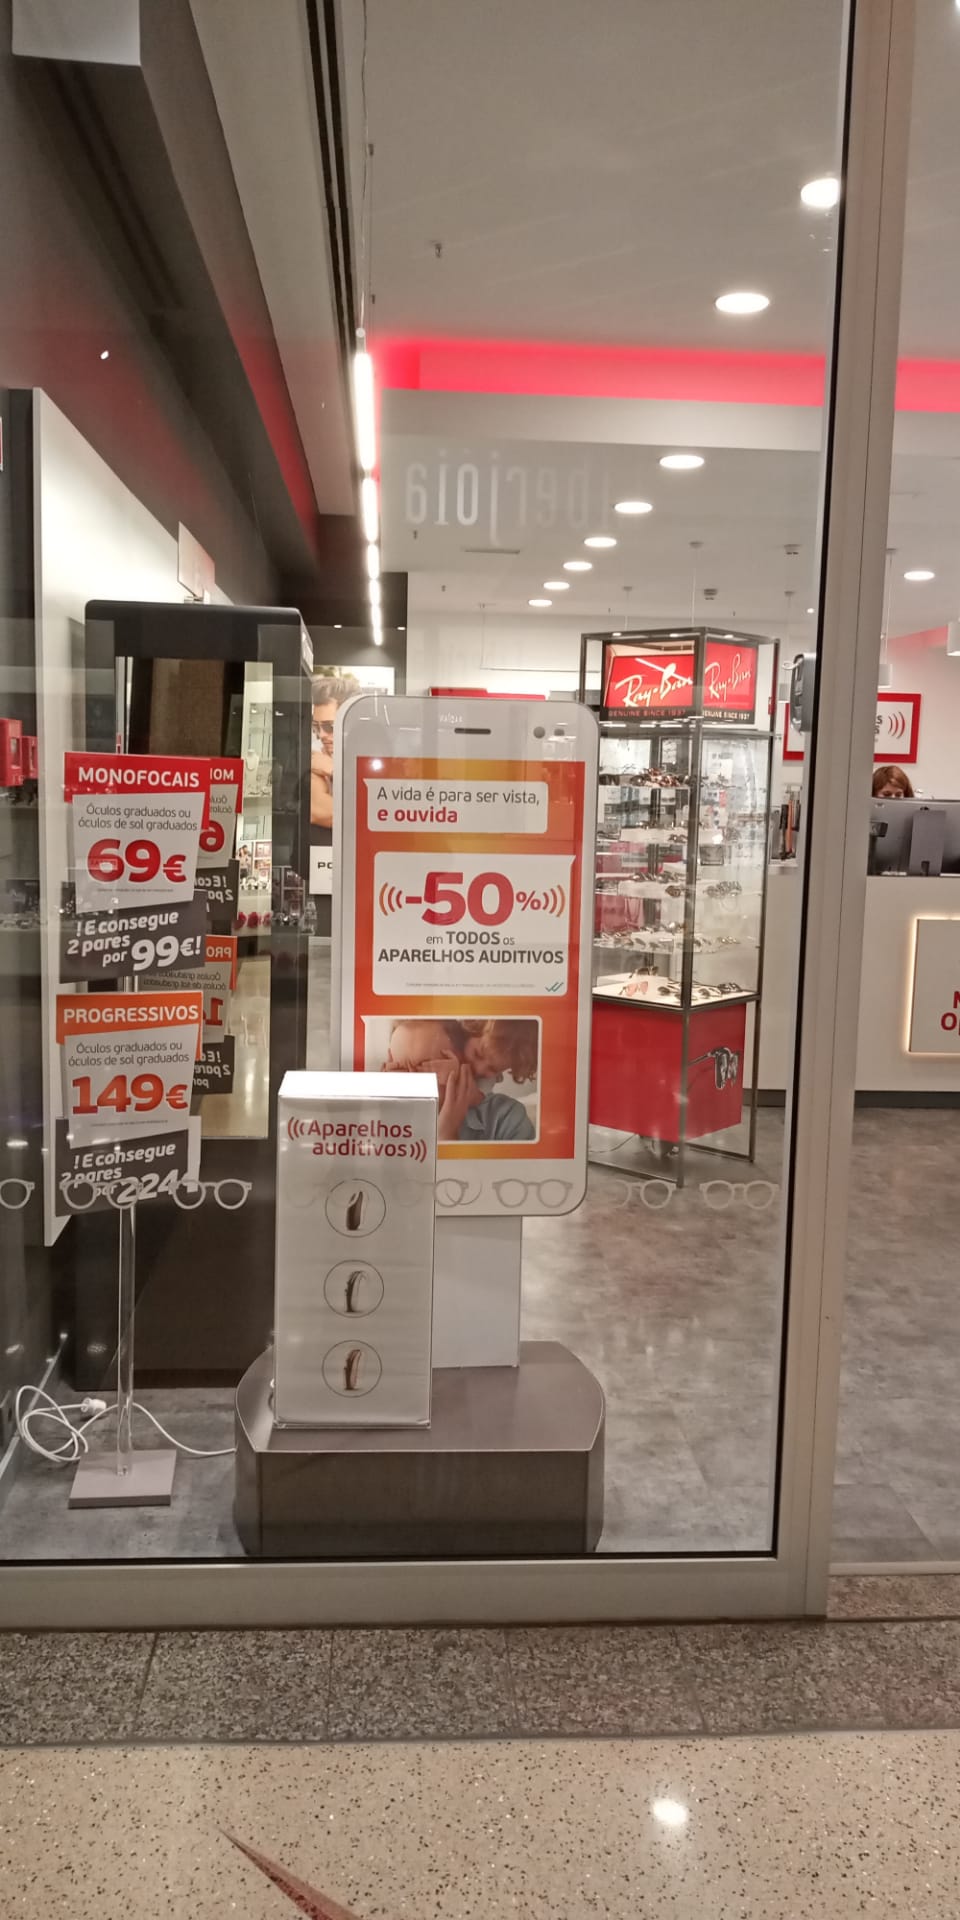 MONOFOCAIS
Óculos graduados ou
óculos de sol graduados
69€
! E consegue
2 pares
por 99€!
PROGRESSIVOS
Óculos graduados ou
óculos de sol graduados
149€
! E consegue
2 pares
por 224€
A vida é para ser vista,
e ouvida
-50%
em TODOS os
APARELHOS AUDITIVOS
Aparelhos
auditivos
Ray-Ban
GENUINE SINCE 1937
Ray-Ban
GENUINE SINCE 1937